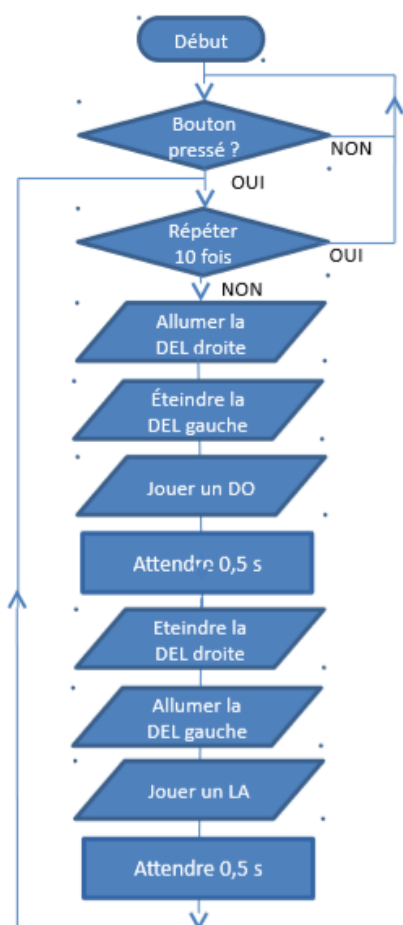 Début
Bouton
pressé ?
NON
OUI
Répéter
10 fois
OUI
NON
Allumer la
DEL droite
Éteindre la
DEL gauche
Jouer un DO
Attendre 0,5 s
Eteindre la
DEL droite
Allumer la
DEL gauche
Jouer un LA
Attendre 0,5 s